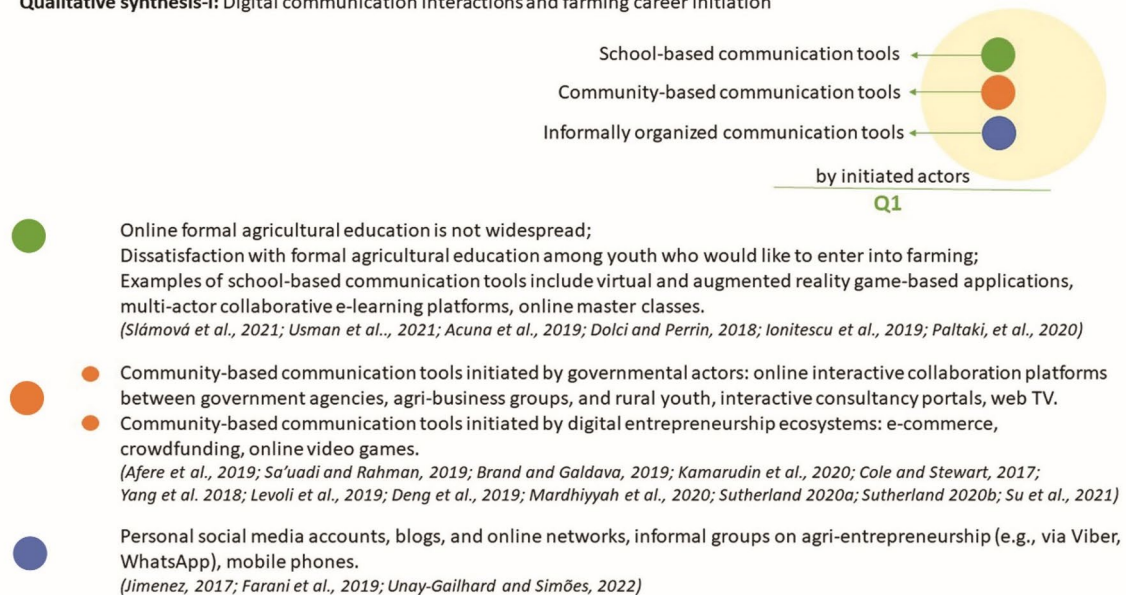 Qualitative synthesis-I: Digital communication interactions and farming career initiation
School-based communication tools
Community-based communication tools
Informally organized communication tools
by initiated actors
Q1
Online formal agricultural education is not widespread;
Dissatisfaction with formal agricultural education among youth who would like to enter into farming;
Examples of school-based communication tools include virtual and augmented reality game-based applications,
multi-actor collaborative e-learning platforms, online master classes.
(Slámová et al., 2021; Usman et al.., 2021; Acuna et al., 2019; Dolci and Perrin, 2018; Ionitescu et al., 2019; Paltaki, et al., 2020)
Community-based communication tools initiated by governmental actors: online interactive collaboration platforms
between government agencies, agri-business groups, and rural youth, interactive consultancy portals, web TV.
Community-based communication tools initiated by digital entrepreneurship ecosystems: e-commerce,
crowdfunding, online video games.
(Afere et al., 2019; Sa'uadi and Rahman, 2019; Brand and Galdava, 2019; Kamarudin et al., 2020; Cole and Stewart, 2017;
Yang et al. 2018; Levoli et al., 2019; Deng et al., 2019; Mardhiyyah et al., 2020; Sutherland 2020a; Sutherland 2020b; Su et al., 2021)
Personal social media accounts, blogs, and online networks, informal groups on agri-entrepreneurship (e.g., via Viber,
WhatsApp), mobile phones.
(Jimenez, 2017; Farani et al., 2019; Unay-Gailhard and Simões, 2022)